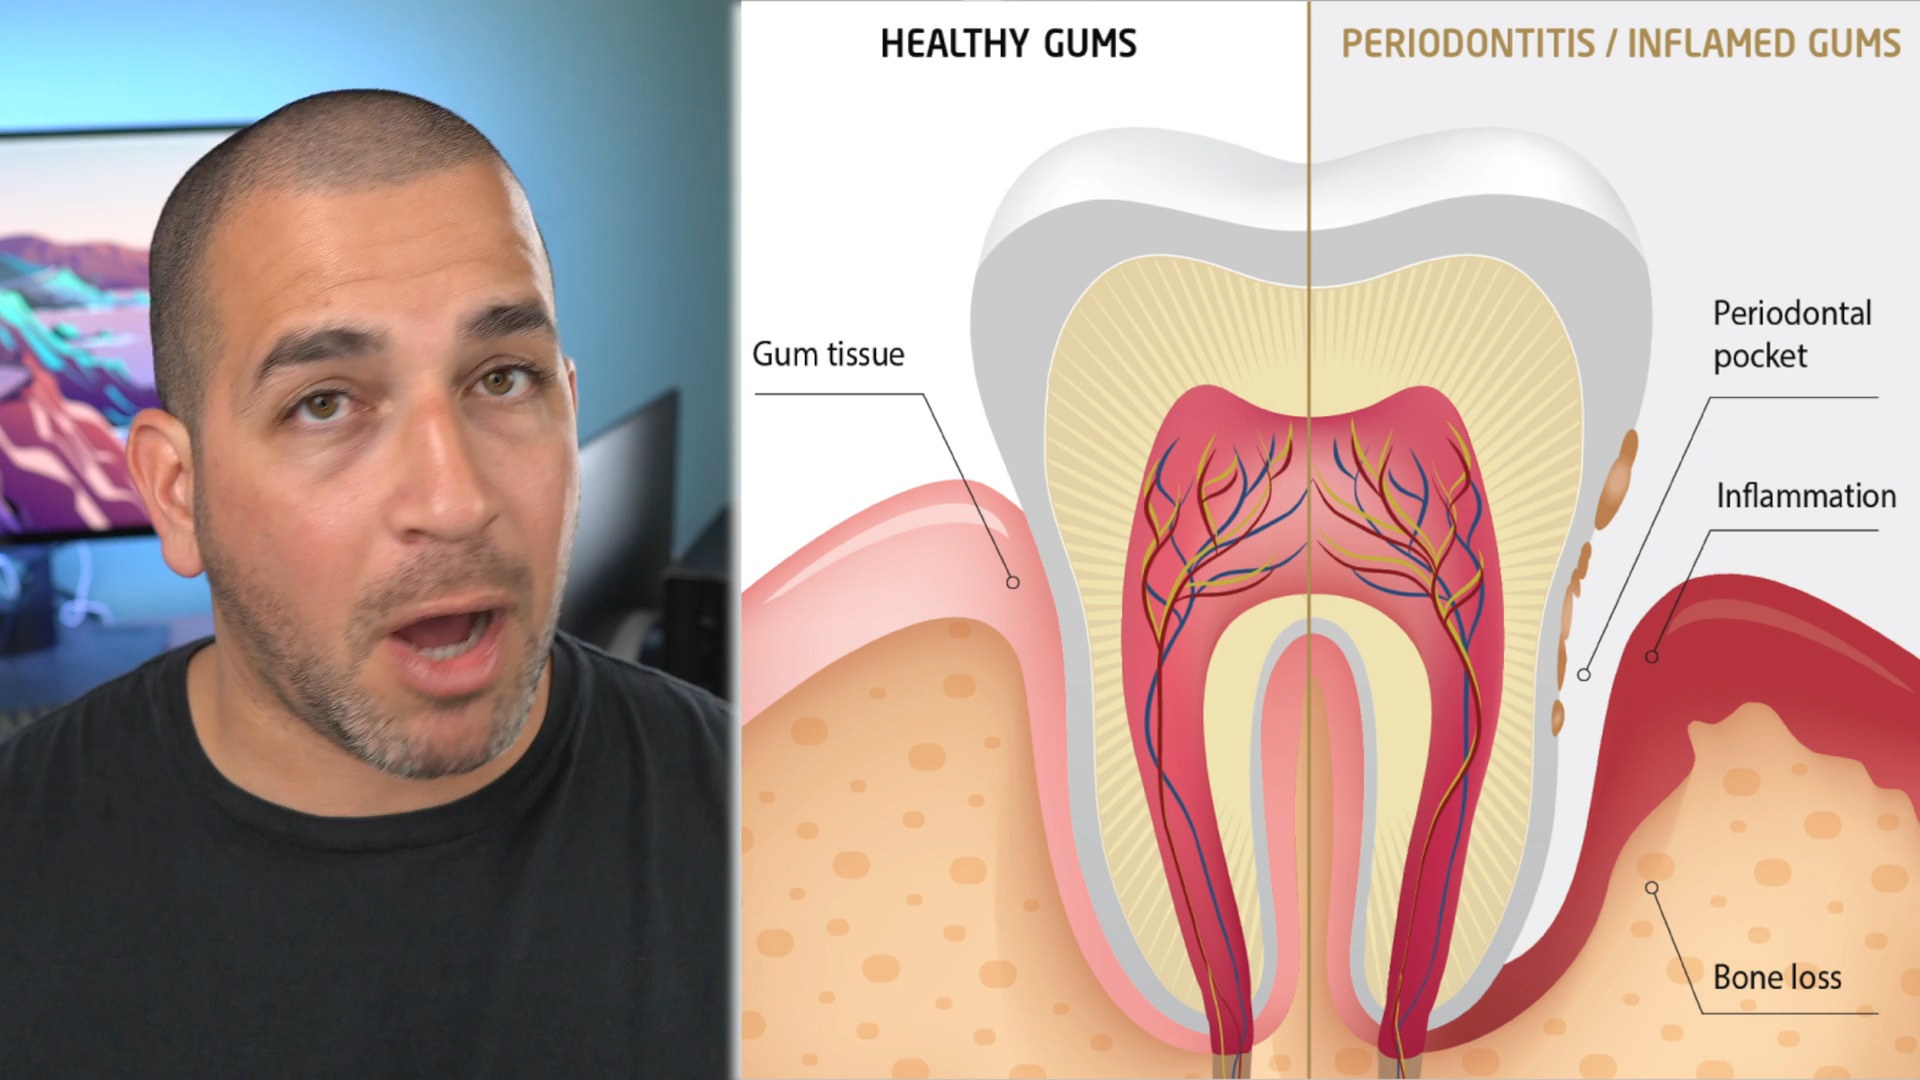 HEALTHY GUMS
PERIODONTITIS / INFLAMED GUMS
Gum tissue
Periodontal
pocket
Inflammation
Bone loss